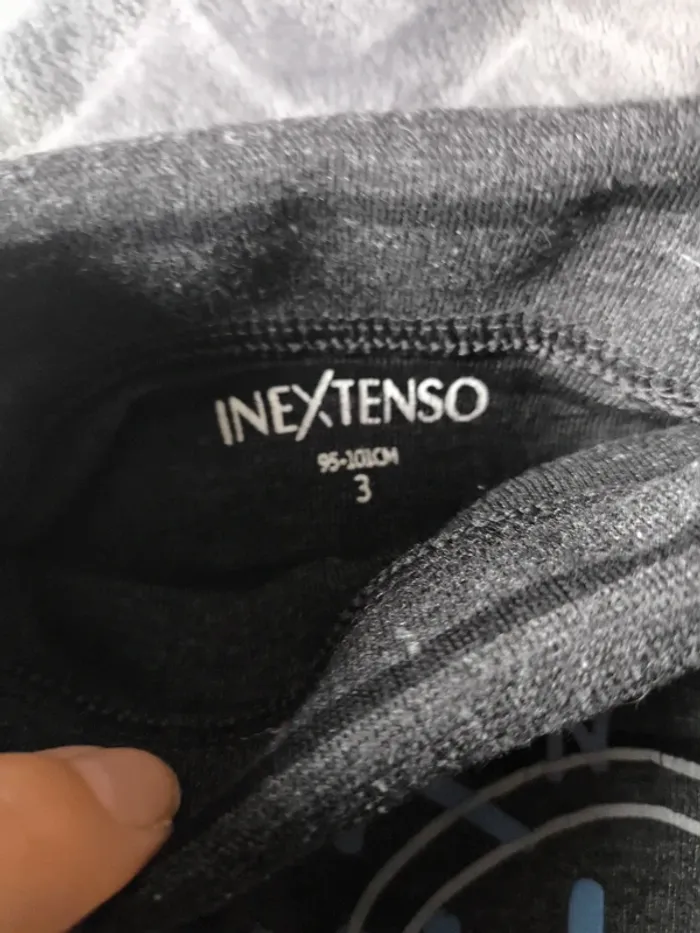 INEXTENSO
95-101CM
3